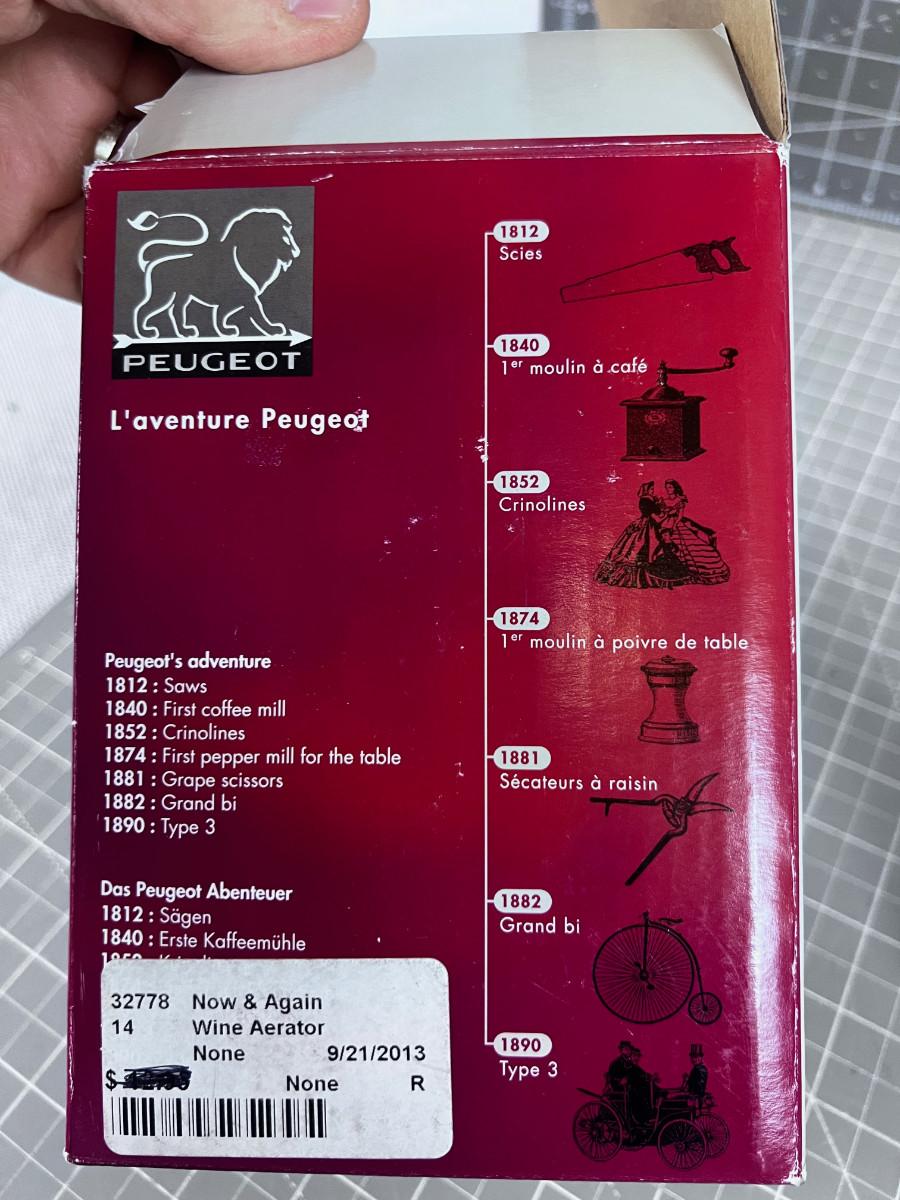 PEUGEOT
L'aventure Peugeot
Peugeot's adventure
1812 : Saws
1840 : First coffee mill
1852 : Crinolines
1874 : First pepper mill for the table
1881 : Grape scissors
1882 : Grand bi
1890 : Type 3
Das Peugeot Abenteuer
1812 : Sägen
1840 : Erste Kaffeemühle
32778 Now & Again
14 Wine Aerator
None 9/21/2013
$ None R
1812
Scies
1840
1er moulin à café
1852
Crinolines
1874
1er moulin à poivre de table
1881
Sécateurs à raisin
1882
Grand bi
1890
Type 3